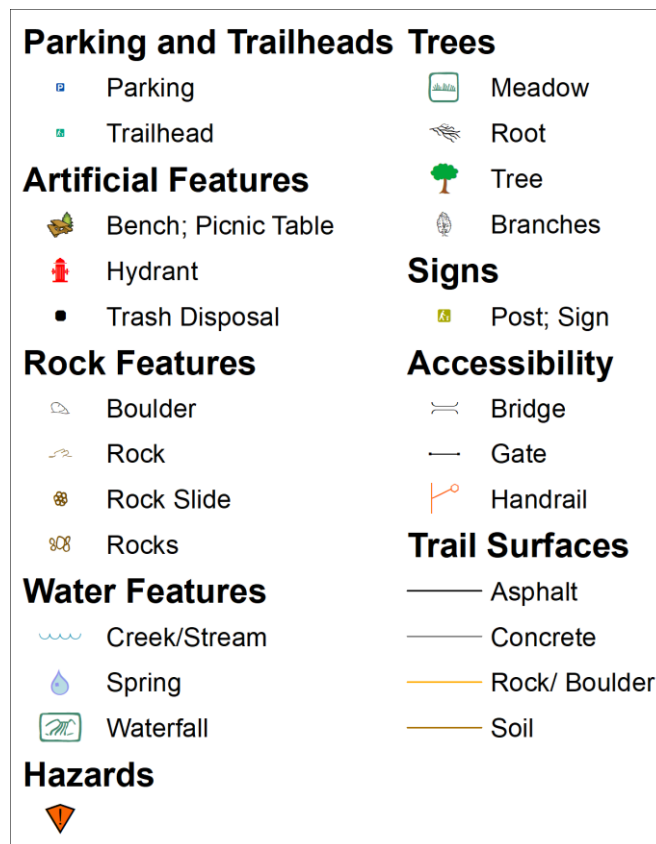 Parking and Trailheads
Parking
Trailhead
Artificial Features
Bench; Picnic Table
Hydrant
Trash Disposal
Rock Features
Boulder
Rock
Rock Slide
Rocks
Water Features
Creek/Stream
Spring
Waterfall
Hazards
Trees
Meadow
Root
Tree
Branches
Signs
Post; Sign
Accessibility
Bridge
Gate
Handrail
Trail Surfaces
Asphalt
Concrete
Rock/ Boulder
Soil